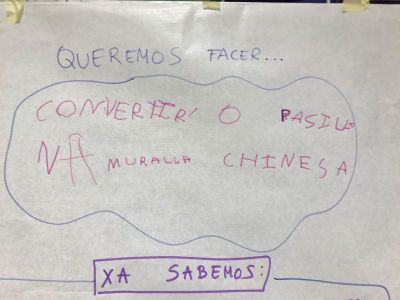 QUEREMOS FACER...
CONVERTIR O PASILLO
NA MURALLA CHINESA
XA SABEMOS: